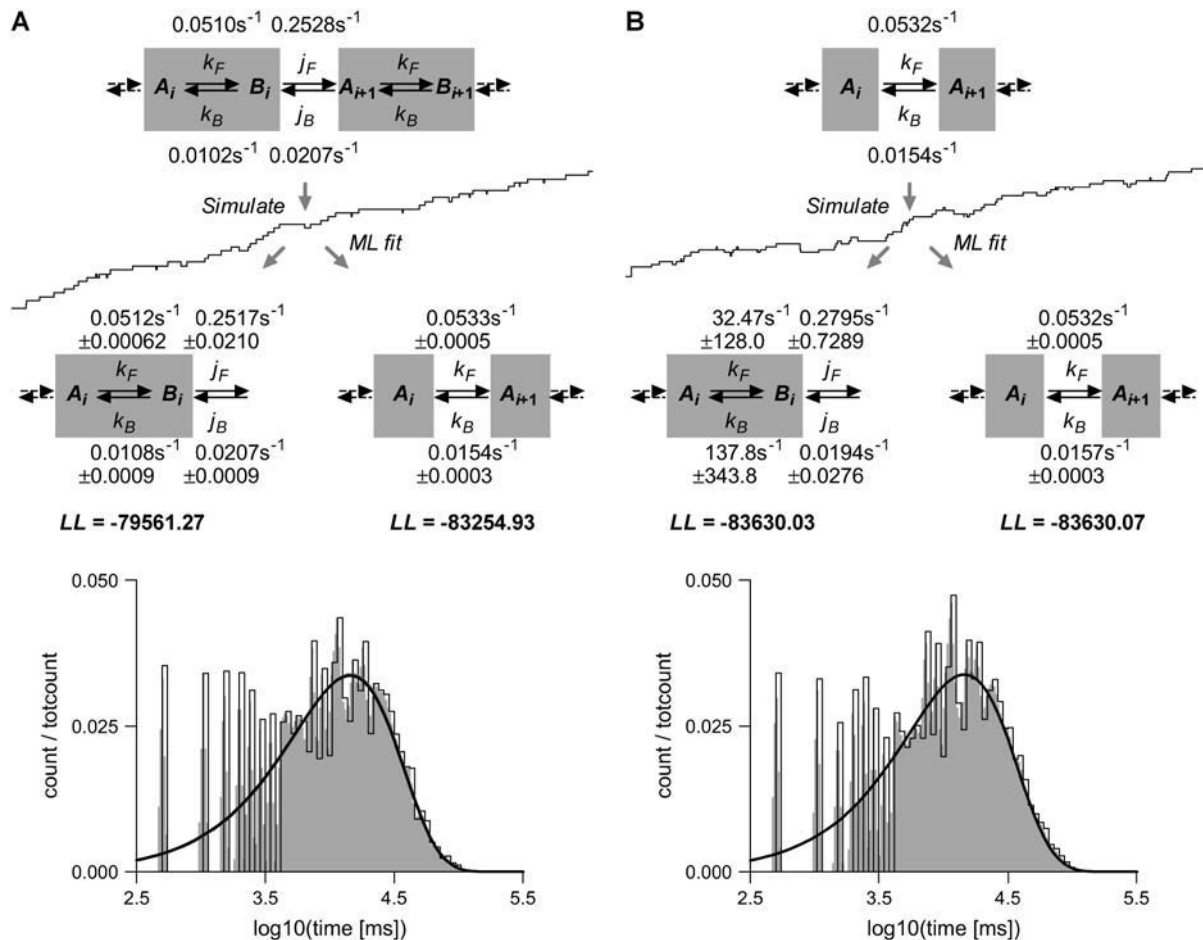 A
0.0510s⁻¹ 0.2528s⁻¹
k_F j_F k_F
A_i B_i A_{i+1} B_{i+1}
k_B j_B k_B
0.0102s⁻¹ 0.0207s⁻¹
Simulate
ML fit
0.0512s⁻¹ 0.2517s⁻¹
±0.00062 ±0.0210
k_F j_F
A_i B_i
k_B j_B
0.0108s⁻¹ 0.0207s⁻¹
±0.0009 ±0.0009
LL = -79561.27
0.0533s⁻¹
±0.0005
k_F
A_i A_{i+1}
k_B
0.0154s⁻¹
±0.0003
LL = -83254.93
0.050
0.025
0.000
count / totcount
2.5 3.5 4.5 5.5
log10(time [ms])
B
0.0532s⁻¹
k_F
A_i A_{i+1}
k_B
0.0154s⁻¹
Simulate
ML fit
32.47s⁻¹ 0.2795s⁻¹
±128.0 ±0.7289
k_F j_F
A_i B_i
k_B j_B
137.8s⁻¹ 0.0194s⁻¹
±343.8 ±0.0276
LL = -83630.03
0.0532s⁻¹
±0.0005
k_F
A_i A_{i+1}
k_B
0.0157s⁻¹
±0.0003
LL = -83630.07
0.050
0.025
0.000
count / totcount
2.5 3.5 4.5 5.5
log10(time [ms])